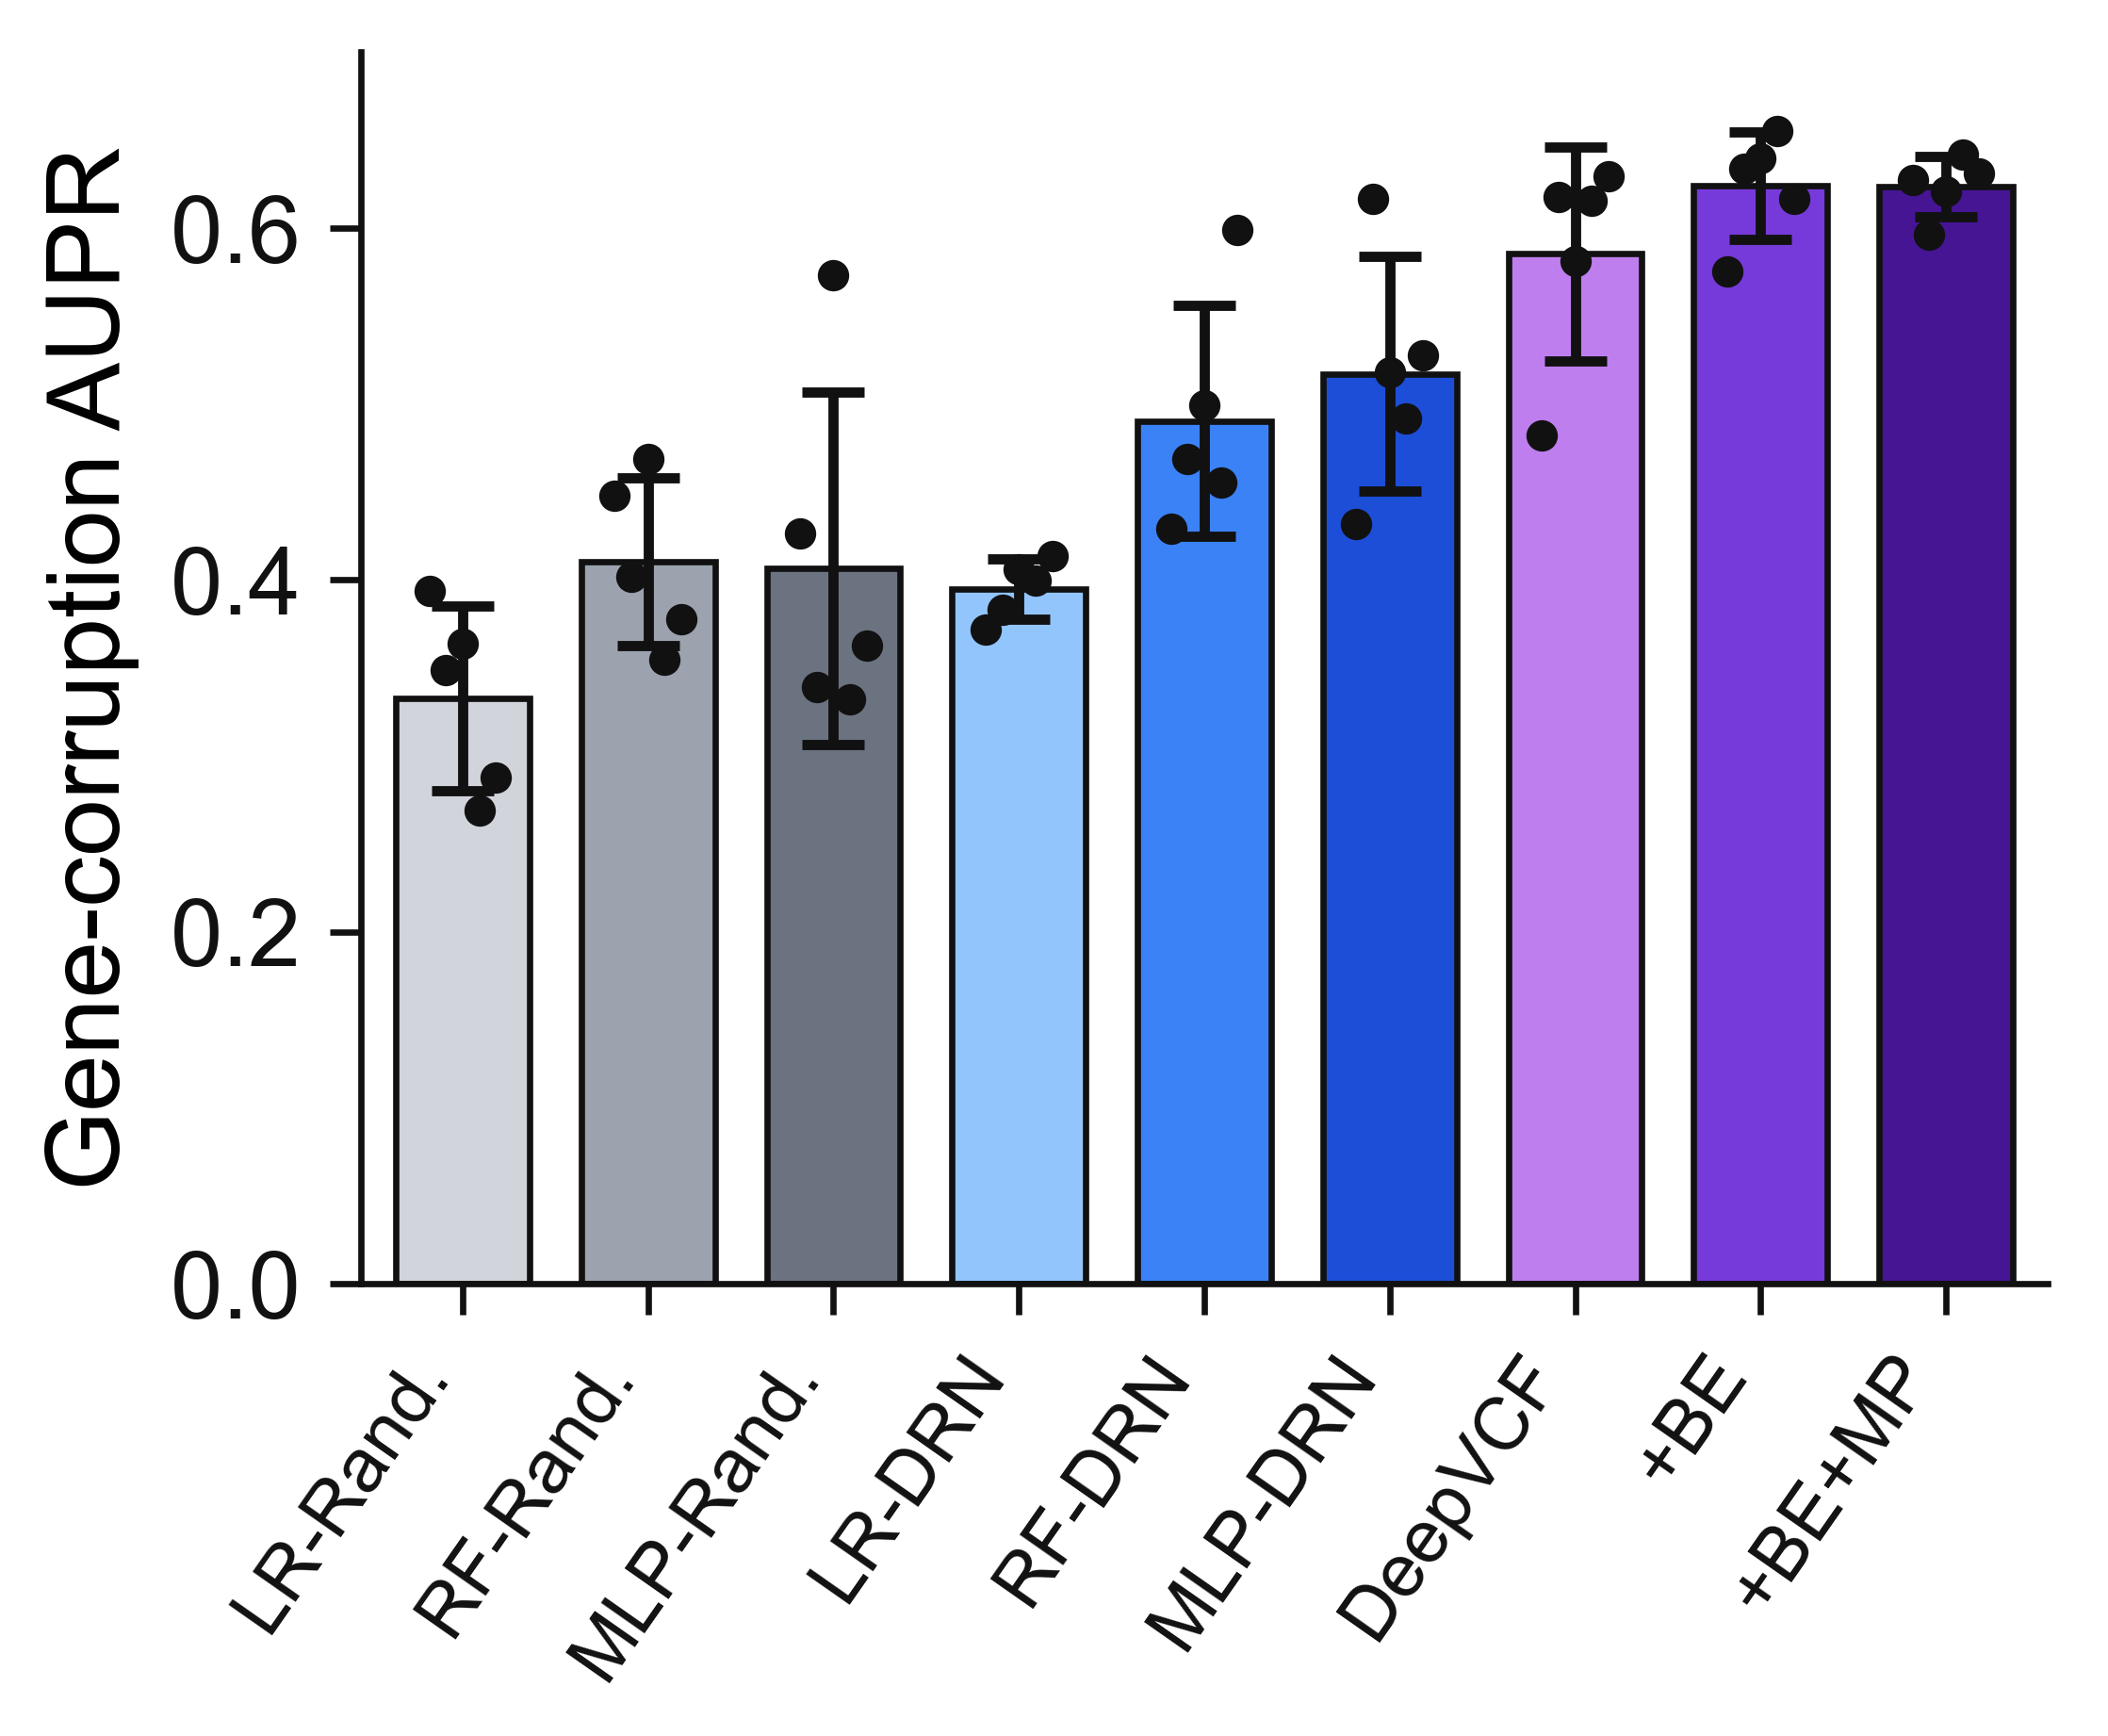 Gene-corruption AUPR
0.6
0.4
0.2
0.0
LR-Rand.
RF-Rand.
MLP-Rand.
LR-DRN
RF-DRN
MLP-DRN
DeepVCF
+BE
+BE+MP